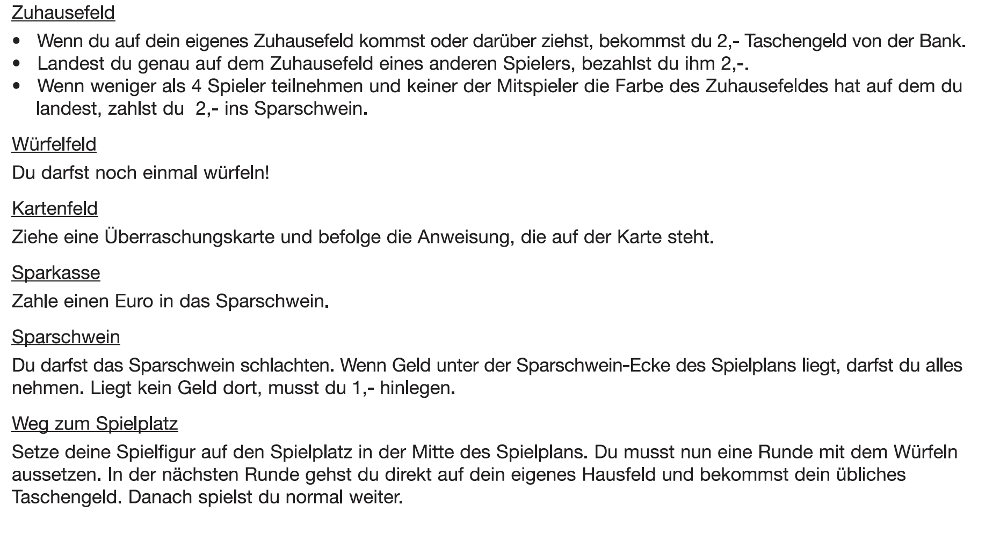 Zuhausefeld
• Wenn du auf dein eigenes Zuhausefeld kommst oder darüber ziehst, bekommst du 2,- Taschengeld von der Bank.
• Landest du genau auf dem Zuhausefeld eines anderen Spielers, bezahlst du ihm 2,-.
• Wenn weniger als 4 Spieler teilnehmen und keiner der Mitspieler die Farbe des Zuhausefeldes hat auf dem du
landest, zahlst du  2,- ins Sparschwein.
Würfelfeld
Du darfst noch einmal würfeln!
Kartenfeld
Ziehe eine Überraschungskarte und befolge die Anweisung, die auf der Karte steht.
Sparkasse
Zahle einen Euro in das Sparschwein.
Sparschwein
Du darfst das Sparschwein schlachten. Wenn Geld unter der Sparschwein-Ecke des Spielplans liegt, darfst du alles
nehmen. Liegt kein Geld dort, musst du 1,- hinlegen.
Weg zum Spielplatz
Setze deine Spielfigur auf den Spielplatz in der Mitte des Spielplans. Du musst nun eine Runde mit dem Würfeln
aussetzen. In der nächsten Runde gehst du direkt auf dein eigenes Hausfeld und bekommst dein übliches
Taschengeld. Danach spielst du normal weiter.